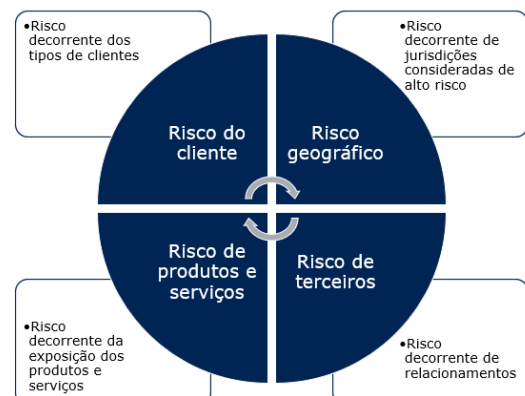 •Risco
decorrente dos
tipos de clientes
•Risco
decorrente de
jurisdições
consideradas de
alto risco
Risco do
cliente
Risco
geográfico
Risco de
produtos e
serviços
Risco de
terceiros
•Risco
decorrente da
exposição dos
produtos e
serviços
•Risco
decorrente de
relacionamentos